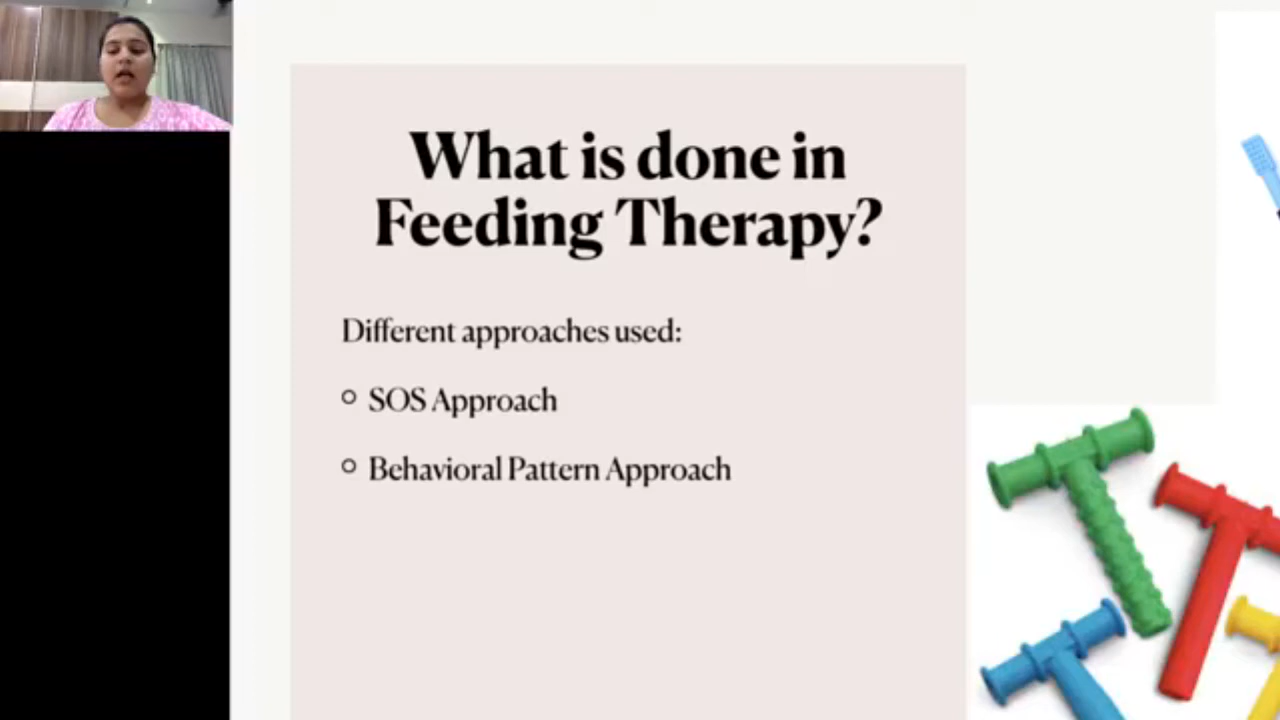 What is done in
Feeding Therapy?
Different approaches used:
SOS Approach
Behavioral Pattern Approach